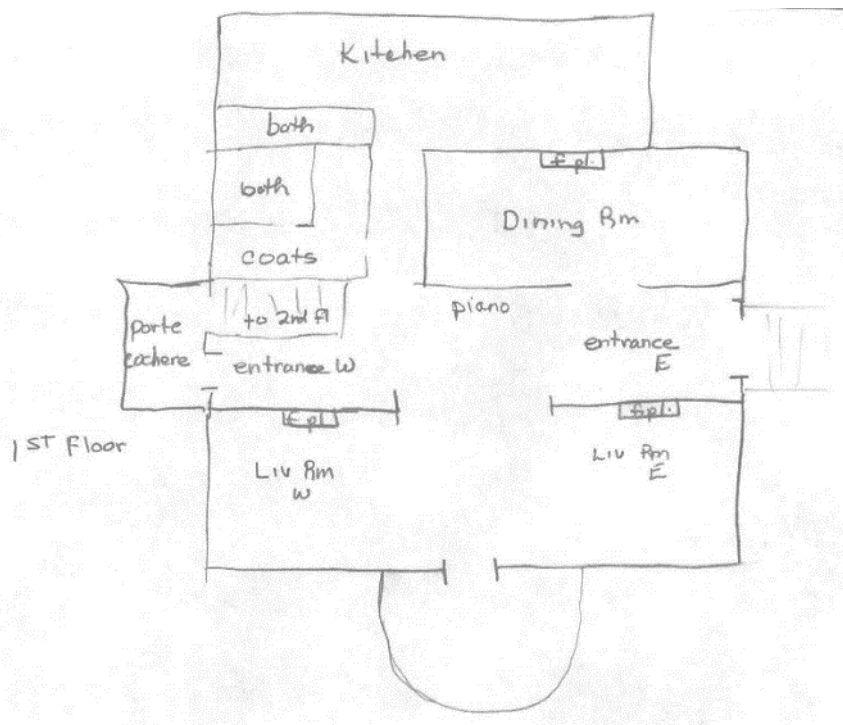 Kitchen
bath
f pl.
bath
Dining Rm
coats
to 2nd fl
piano
porte
cochere
entrance W
entrance
E
f pl
f.pl.
1ST Floor
Liv Rm
W
Liv Rm
E